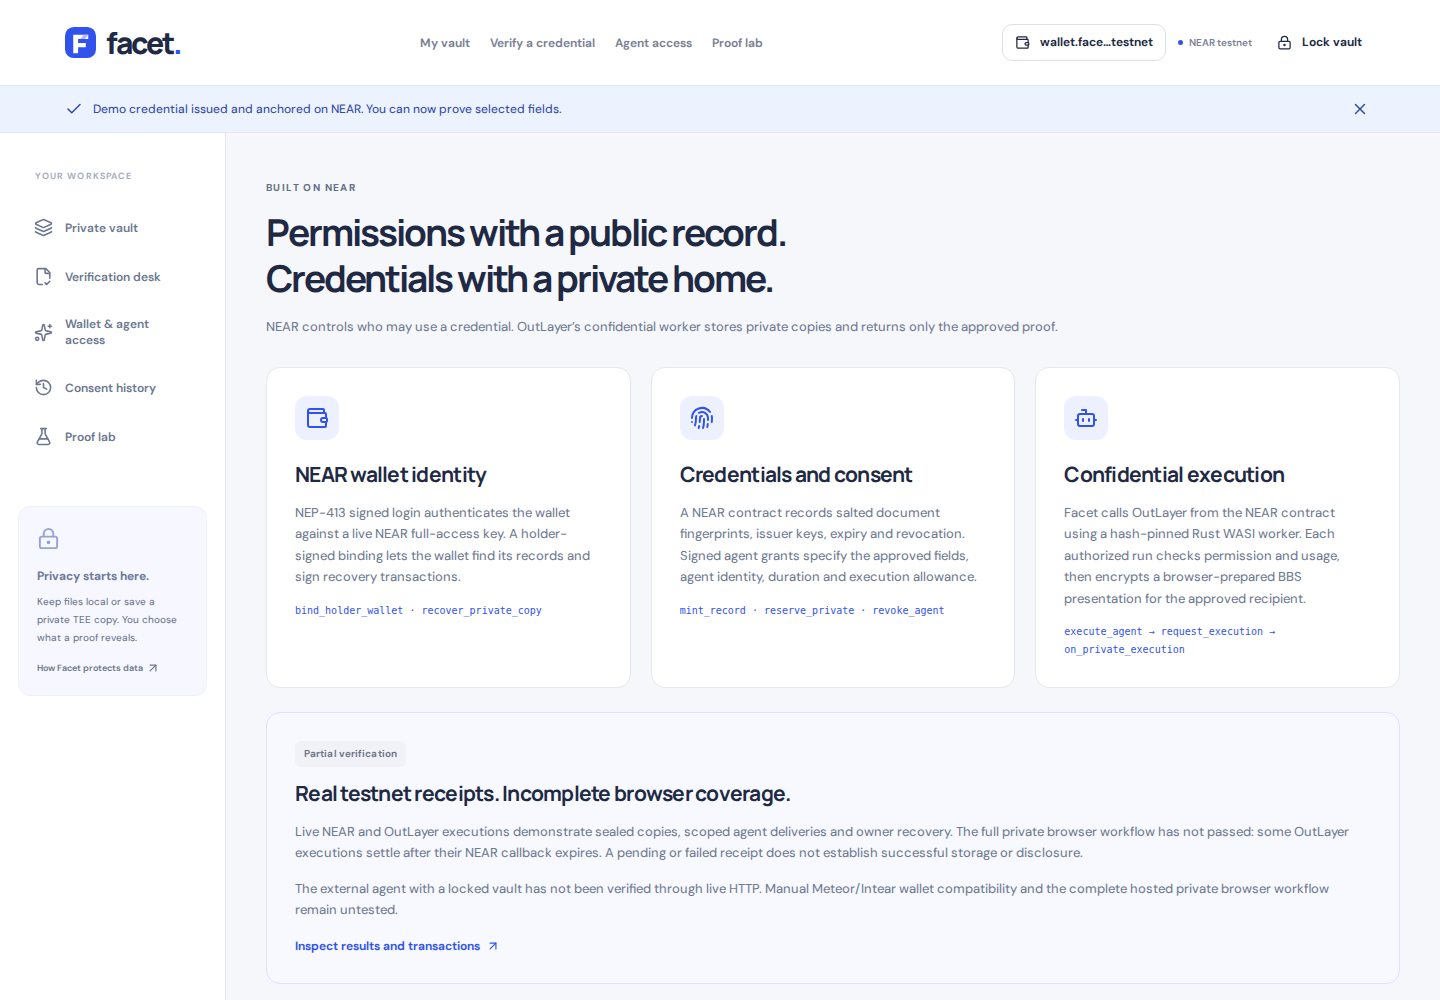 facet.
My vault
Verify a credential
Agent access
Proof lab
wallet.face...testnet
NEAR testnet
Lock vault
Demo credential issued and anchored on NEAR. You can now prove selected fields.
YOUR WORKSPACE
Private vault
Verification desk
Wallet & agent
access
Consent history
Proof lab
Privacy starts here.
Keep files local or save a
private TEE copy. You choose
what a proof reveals.
How Facet protects data
BUILT ON NEAR
Permissions with a public record.
Credentials with a private home.
NEAR controls who may use a credential. OutLayer's confidential worker stores private copies and returns only the approved proof.
NEAR wallet identity
NEP-413 signed login authenticates the wallet
against a live NEAR full-access key. A holder-
signed binding lets the wallet find its records and
sign recovery transactions.
bind_holder_wallet · recover_private_copy
Credentials and consent
A NEAR contract records salted document
fingerprints, issuer keys, expiry and revocation.
Signed agent grants specify the approved fields,
agent identity, duration and execution allowance.
mint_record · reserve_private · revoke_agent
Confidential execution
Facet calls OutLayer from the NEAR contract
using a hash-pinned Rust WASI worker. Each
authorized run checks permission and usage,
then encrypts a browser-prepared BBS
presentation for the approved recipient.
execute_agent → request_execution →
on_private_execution
Partial verification
Real testnet receipts. Incomplete browser coverage.
Live NEAR and OutLayer executions demonstrate sealed copies, scoped agent deliveries and owner recovery. The full private browser workflow has not passed: some OutLayer
executions settle after their NEAR callback expires. A pending or failed receipt does not establish successful storage or disclosure.
The external agent with a locked vault has not been verified through live HTTP. Manual Meteor/Intear wallet compatibility and the complete hosted private browser workflow
remain untested.
Inspect results and transactions